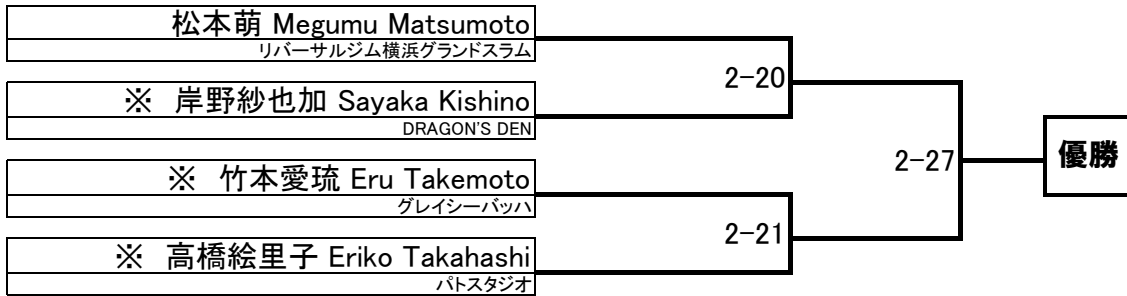 松本萌 Megumu Matsumoto
リバーサルジム横浜グランドスラム
※ 岸野紗也加 Sayaka Kishino
DRAGON'S DEN
※ 竹本愛琉 Eru Takemoto
グレイシーバッハ
※ 高橋絵里子 Eriko Takahashi
パトスタジオ
2-20
2-21
2-27
優勝